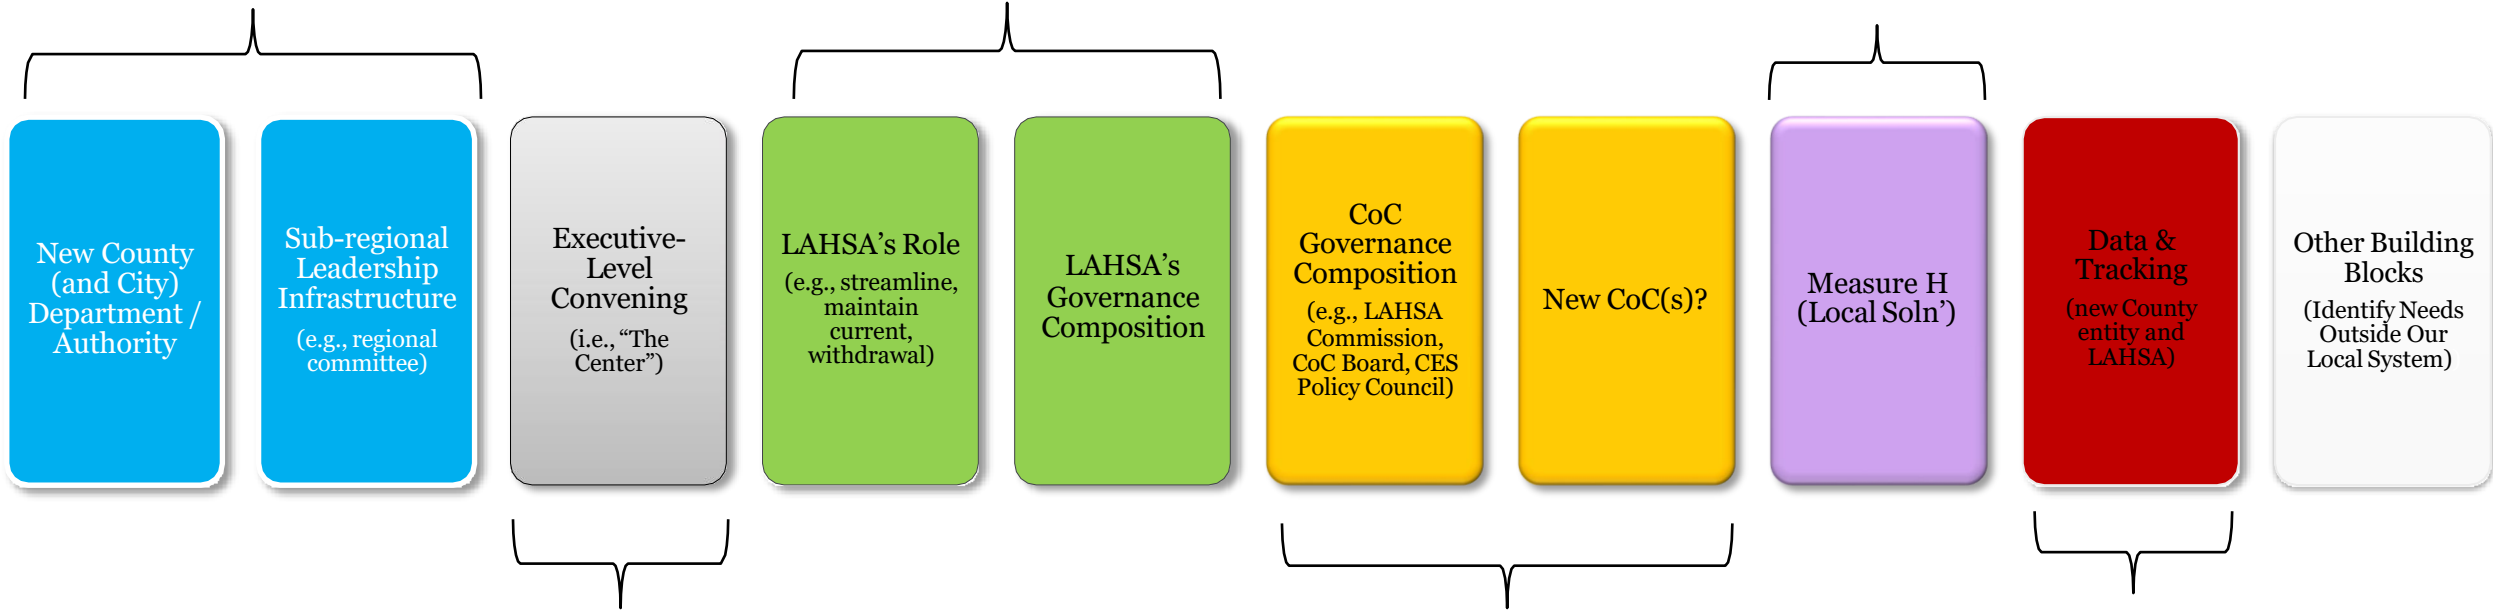 New County
(and City)
Department /
Authority
Sub-regional
Leadership
Infrastructure
(e.g., regional
committee)
Executive-
Level
Convening
(i.e., “The
Center”)
LAHSA’s Role
(e.g., streamline,
maintain
current,
withdrawal)
LAHSA’s
Governance
Composition
CoC
Governance
Composition
(e.g., LAHSA
Commission,
CoC Board, CES
Policy Council)
New CoC(s)?
Measure H
(Local Soln’)
Data &
Tracking
(new County
entity and
LAHSA)
Other Building
Blocks
(Identify Needs
Outside Our
Local System)